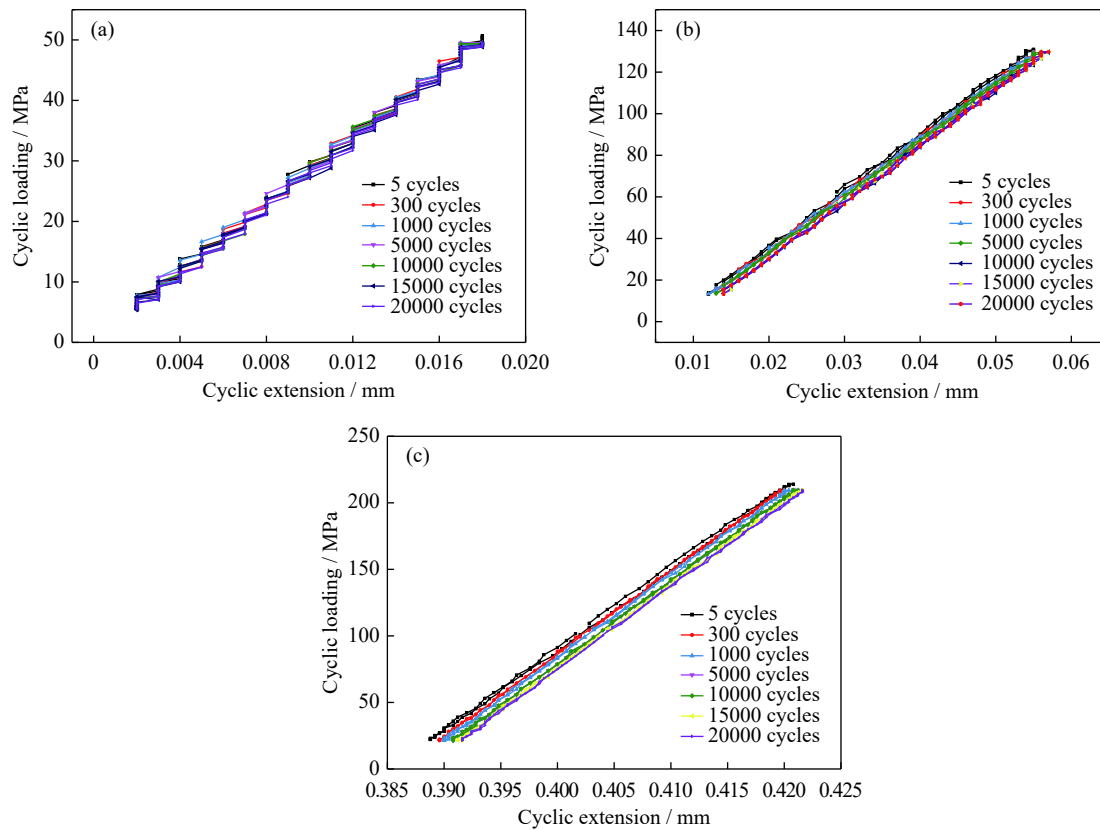 (a)
50
40
30
20
10
0
Cyclic loading / MPa
5 cycles
300 cycles
1000 cycles
5000 cycles
10000 cycles
15000 cycles
20000 cycles
0 0.004 0.008 0.012 0.016 0.020
Cyclic extension / mm
(b)
150
130
120
100
80
60
40
20
0
Cyclic loading / MPa
5 cycles
300 cycles
1000 cycles
5000 cycles
10000 cycles
15000 cycles
20000 cycles
0.01 0.02 0.03 0.04 0.05 0.06
Cyclic extension / mm
(c)
250
200
150
100
50
0
Cyclic loading / MPa
5 cycles
300 cycles
1000 cycles
5000 cycles
10000 cycles
15000 cycles
20000 cycles
0.385 0.390 0.395 0.400 0.405 0.410 0.415 0.420 0.425
Cyclic extension / mm